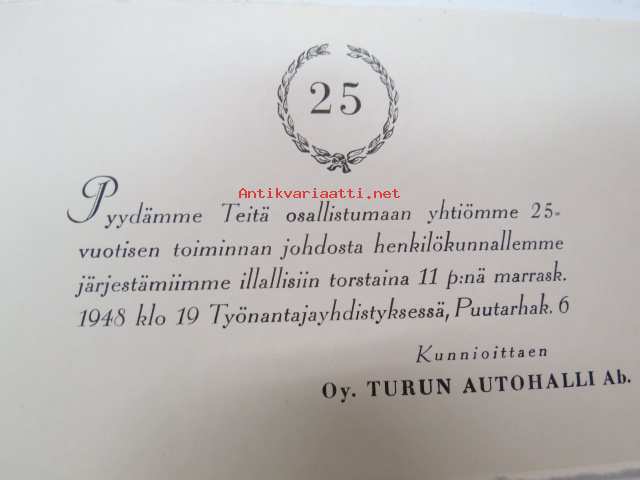 25
Antikvariaatti.net
Pyydämme Teitä osallistumaan yhtiömme 25-
vuotisen toiminnan johdosta henkilökunnallemme
järjestämiimme illallisiin torstaina 11 p:nä marrask.
1948 klo 19 Työnantajayhdistyksessä, Puutarhak. 6
Kunnioittaen
Oy. TURUN AUTOHALLI Ab.